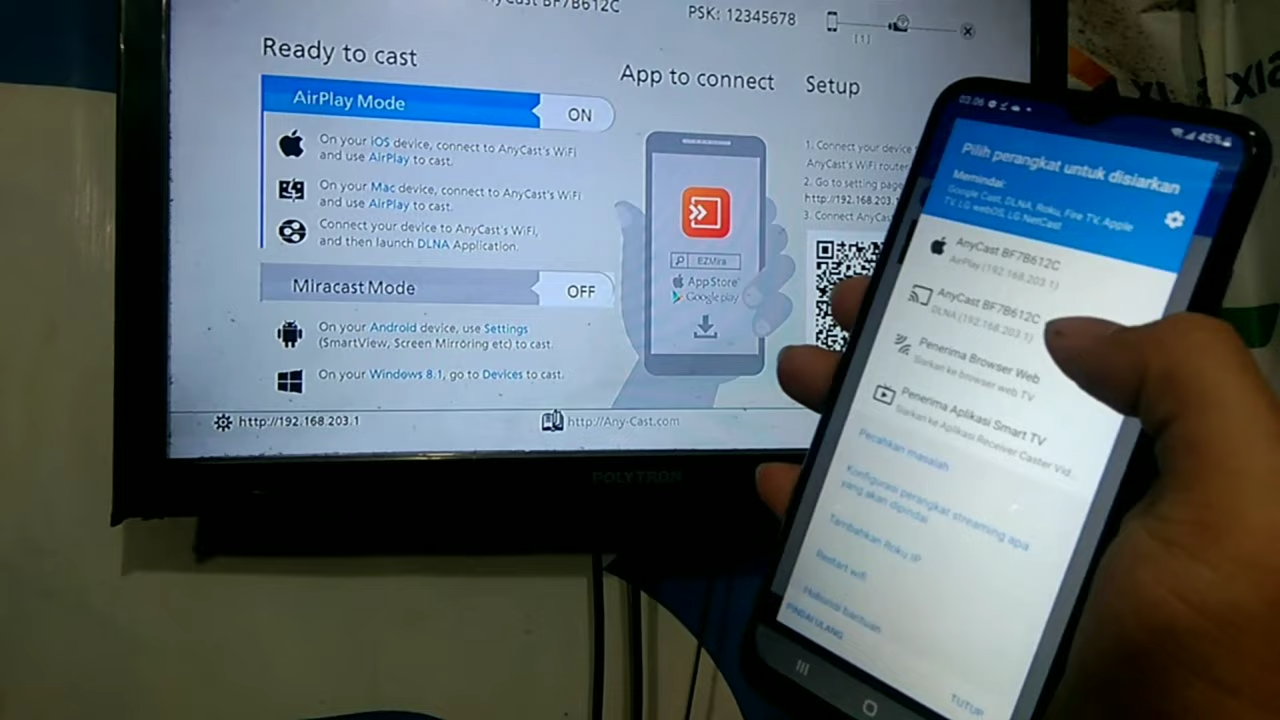 AnyCast BF7B612C
PSK: 12345678
[1]
Ready to cast
AirPlay Mode
ON
On your iOS device, connect to AnyCast's WiFi
and use AirPlay to cast.
On your Mac device, connect to AnyCast's WiFi
and use AirPlay to cast.
Connect your device to AnyCast's WiFi,
and then launch DLNA Application.
Miracast Mode
OFF
On your Android device, use Settings
(SmartView, Screen Mirroring etc) to cast.
On your Windows 8.1, go to Devices to cast.
http://192.168.203.1
http://Any-Cast.com
App to connect
EZMira
App Store
Google play
Setup
1. Connect your device
AnyCast's WiFi router
2. Go to setting page
http://192.168.203.
3. Connect AnyCas
POLYTRON
03.06
45%
Pilih perangkat untuk disiarkan
Memindai:
Google Cast, DLNA, Roku, Fire TV, Apple
TV, LG webOS, LG NetCast
AnyCast BF7B612C
AirPlay (192.168.203.1)
AnyCast BF7B612C
DLNA (192.168.203.1)
Penerima Browser Web
Siarkan ke browser web TV
Penerima Aplikasi Smart TV
Siarkan ke Aplikasi Receiver Caster Vid...
Pecahkan masalah
Konfigurasi perangkat streaming apa
yang akan dipindai
Tambahkan Roku IP
Restart wifi
Hubungi bantuan
PINDAI ULANG
TUTUP